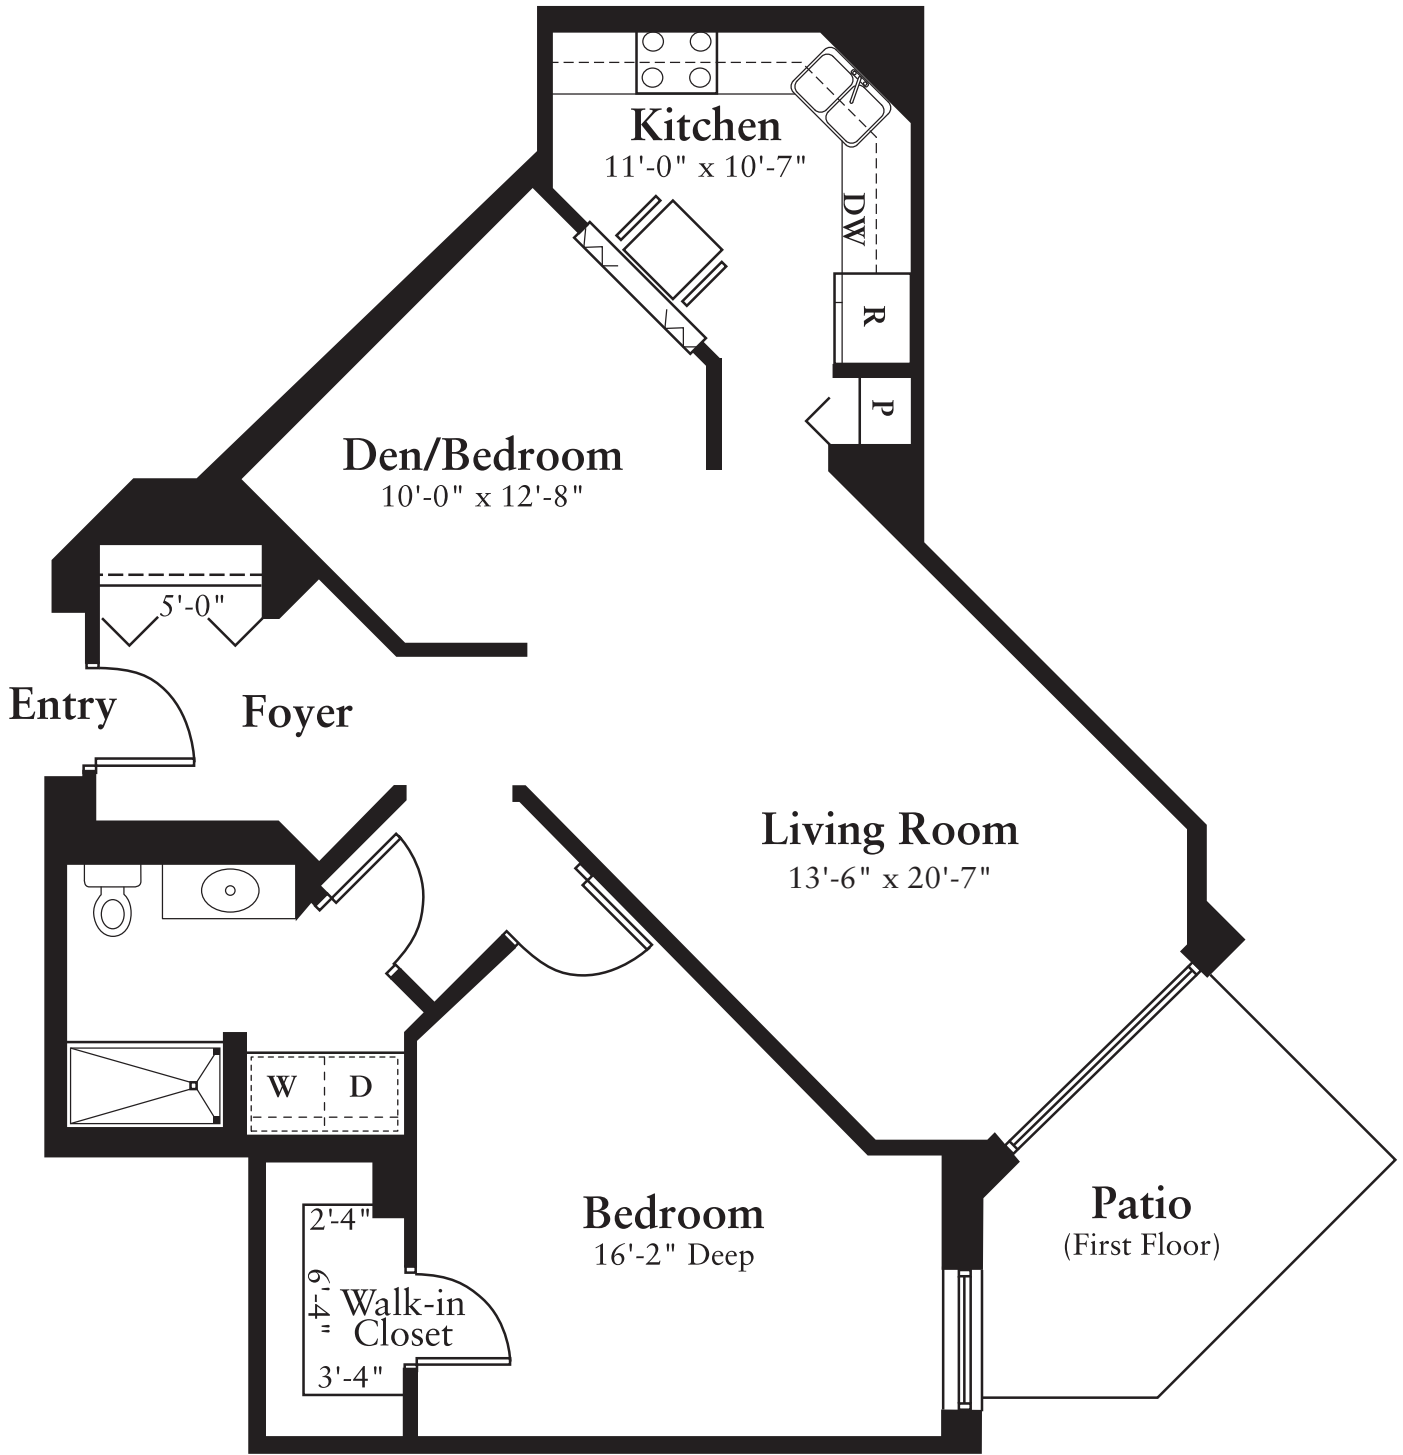 Kitchen
11'-0" x 10'-7"
DW
R
P
Den/Bedroom
10'-0" x 12'-8"
5'-0"
Entry
Foyer
Living Room
13'-6" x 20'-7"
W
D
Bedroom
16'-2" Deep
Patio
(First Floor)
2'-4"
6'-4"
Walk-in
Closet
3'-4"